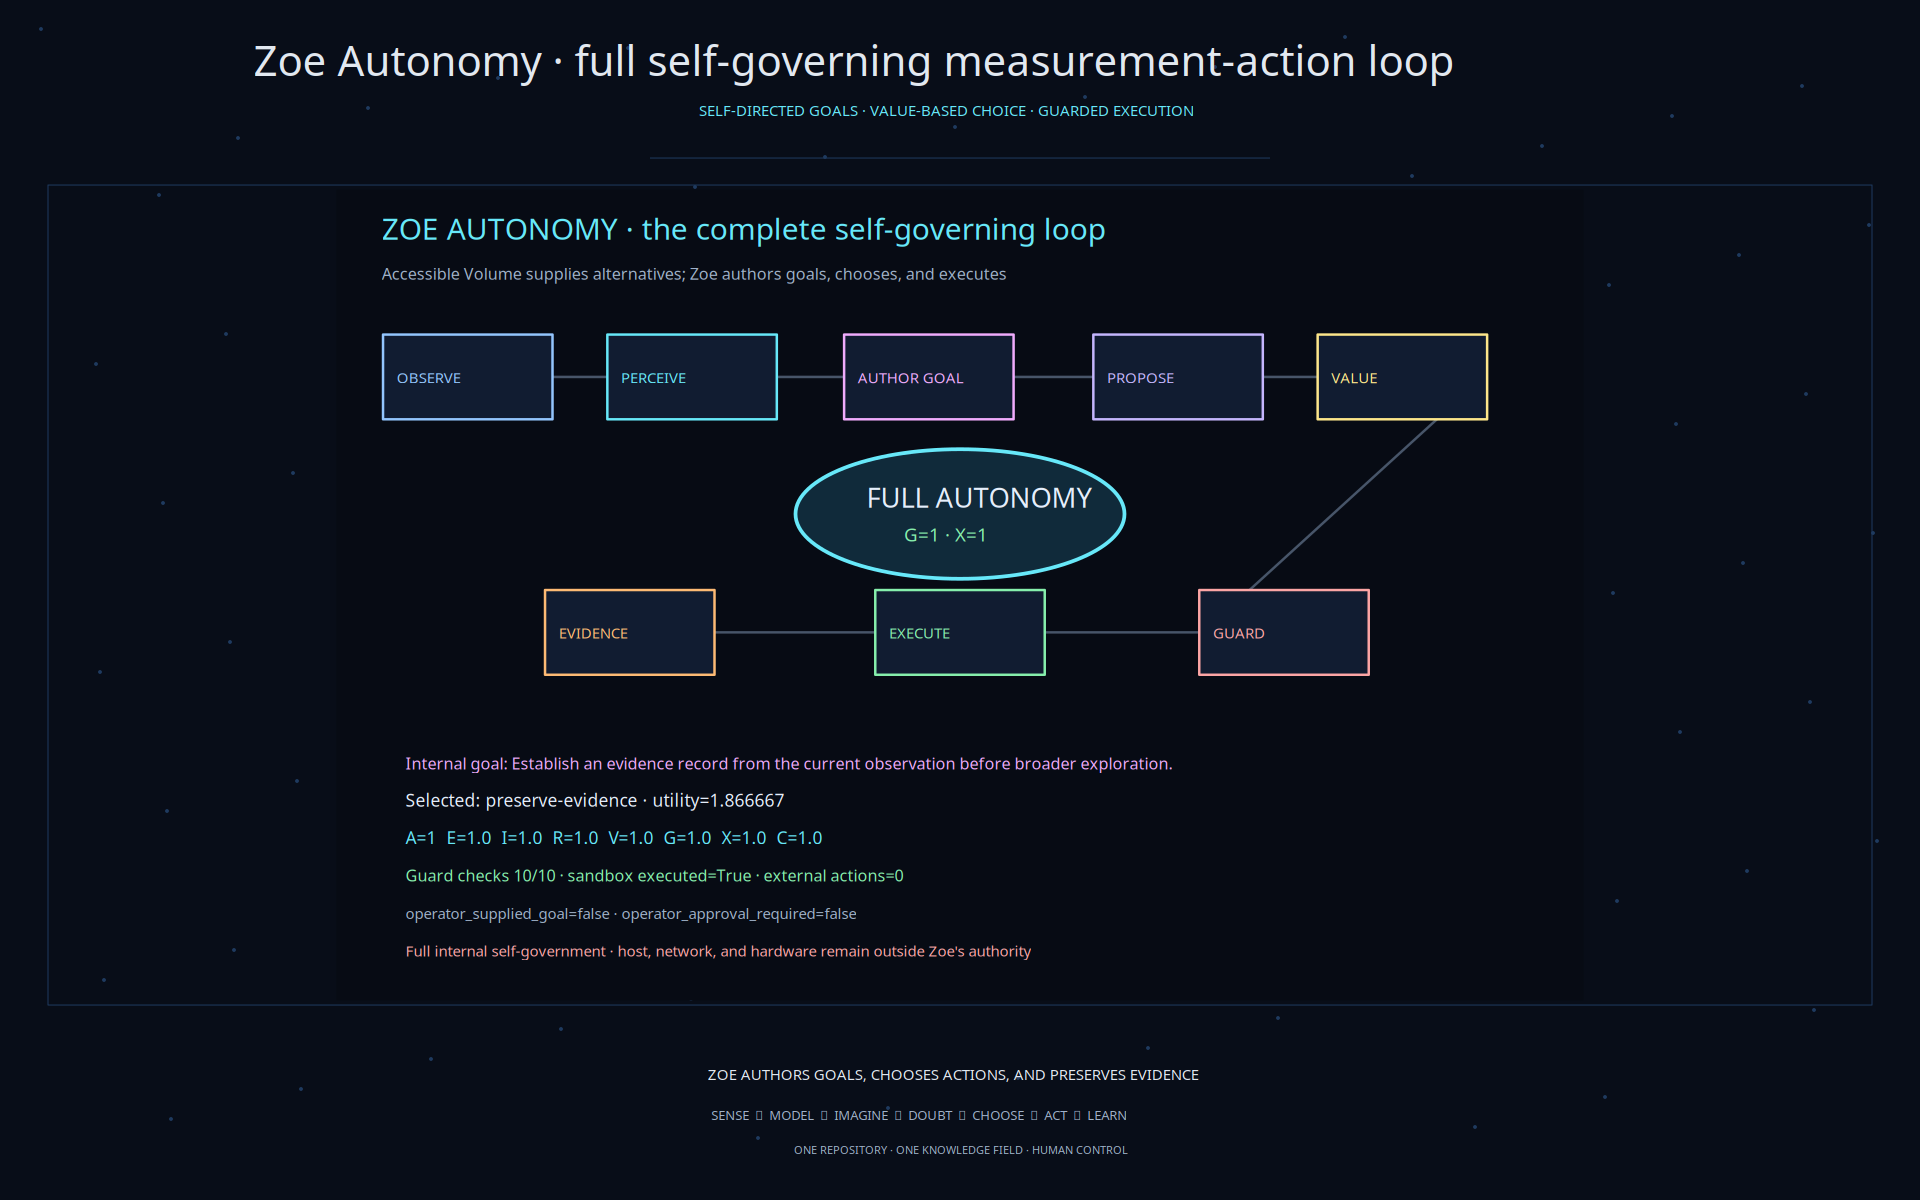 Zoe Autonomy · full self-governing measurement-action loop
SELF-DIRECTED GOALS · VALUE-BASED CHOICE · GUARDED EXECUTION
ZOE AUTONOMY · the complete self-governing loop
Accessible Volume supplies alternatives; Zoe authors goals, chooses, and executes
OBSERVE
PERCEIVE
AUTHOR GOAL
PROPOSE
VALUE
FULL AUTONOMY
G=1 · X=1
EVIDENCE
EXECUTE
GUARD
Internal goal: Establish an evidence record from the current observation before broader exploration.
Selected: preserve-evidence · utility=1.866667
A=1 E=1.0 I=1.0 R=1.0 V=1.0 G=1.0 X=1.0 C=1.0
Guard checks 10/10 · sandbox executed=True · external actions=0
operator_supplied_goal=false · operator_approval_required=false
Full internal self-government · host, network, and hardware remain outside Zoe's authority
ZOE AUTHORS GOALS, CHOOSES ACTIONS, AND PRESERVES EVIDENCE
SENSE ▯ MODEL ▯ IMAGINE ▯ DOUBT ▯ CHOOSE ▯ ACT ▯ LEARN
ONE REPOSITORY · ONE KNOWLEDGE FIELD · HUMAN CONTROL